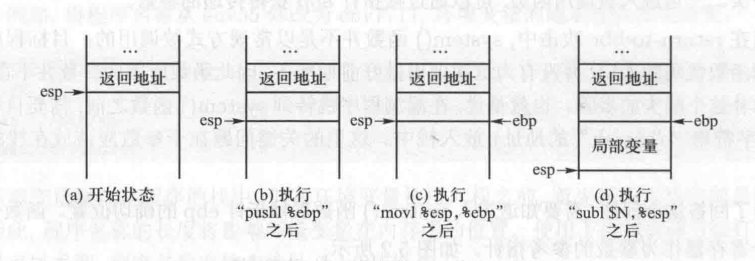 ... ... ... ...
返回地址 返回地址 返回地址 返回地址
esp
esp esp ebp ebp
局部变量
esp
(a) 开始状态 (b) 执行 (c) 执行 (d) 执行
“pushl %ebp” “movl %esp, %ebp” “subl $N, %esp”
之后 之后 之后